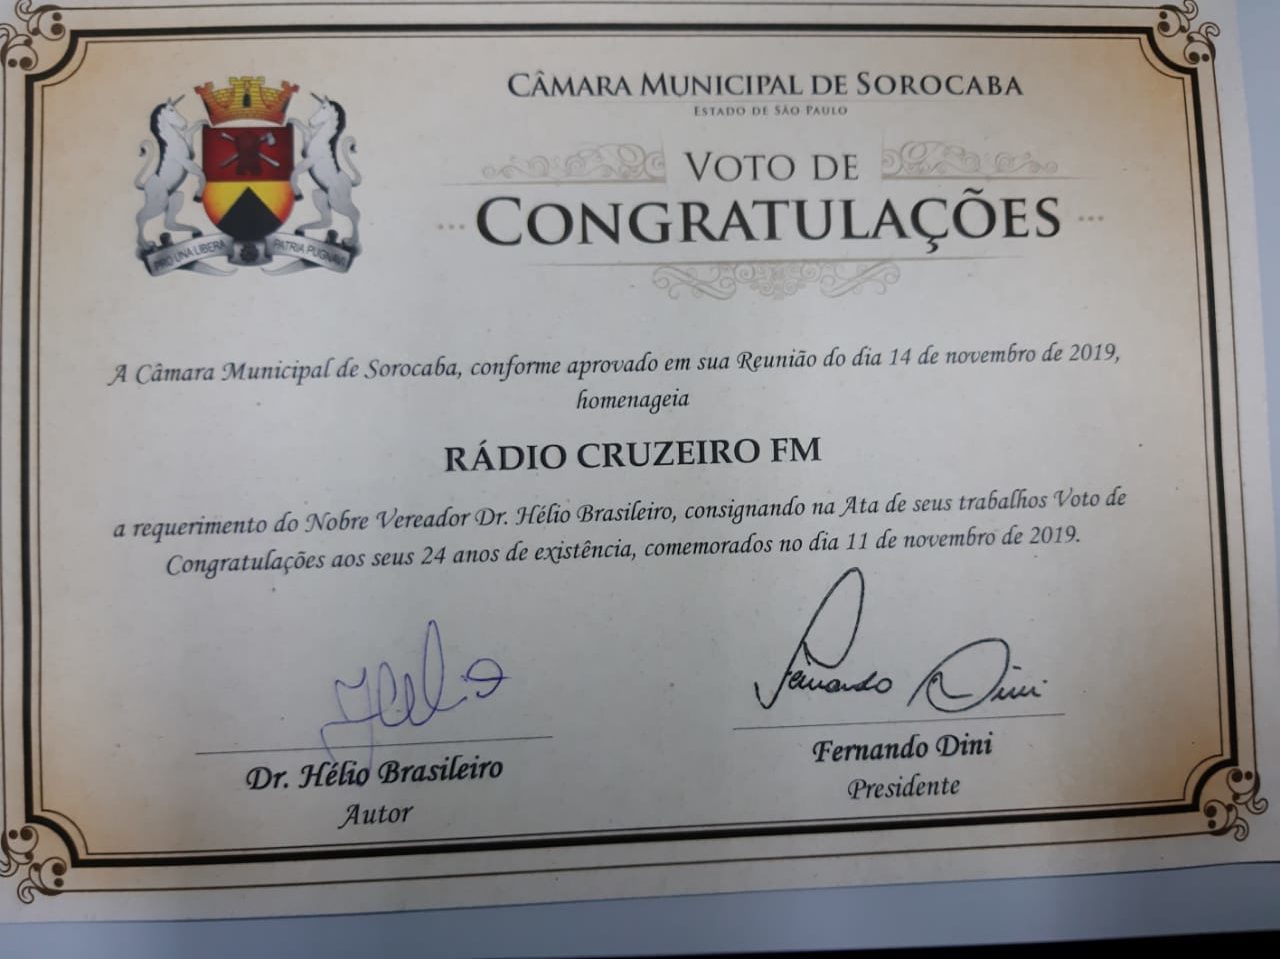 CÂMARA MUNICIPAL DE SOROCABA
ESTADO DE SÃO PAULO
VOTO DE
CONGRATULAÇÕES
PRO UNA LIBERA PATRIA PUGNAVI
A Câmara Municipal de Sorocaba, conforme aprovado em sua Reunião do dia 14 de novembro de 2019,
homenageia
RÁDIO CRUZEIRO FM
a requerimento do Nobre Vereador Dr. Hélio Brasileiro, consignando na Ata de seus trabalhos Voto de
Congratulações aos seus 24 anos de existência, comemorados no dia 11 de novembro de 2019.
Fernando Dini
Dr. Hélio Brasileiro
Autor
Fernando Dini
Presidente